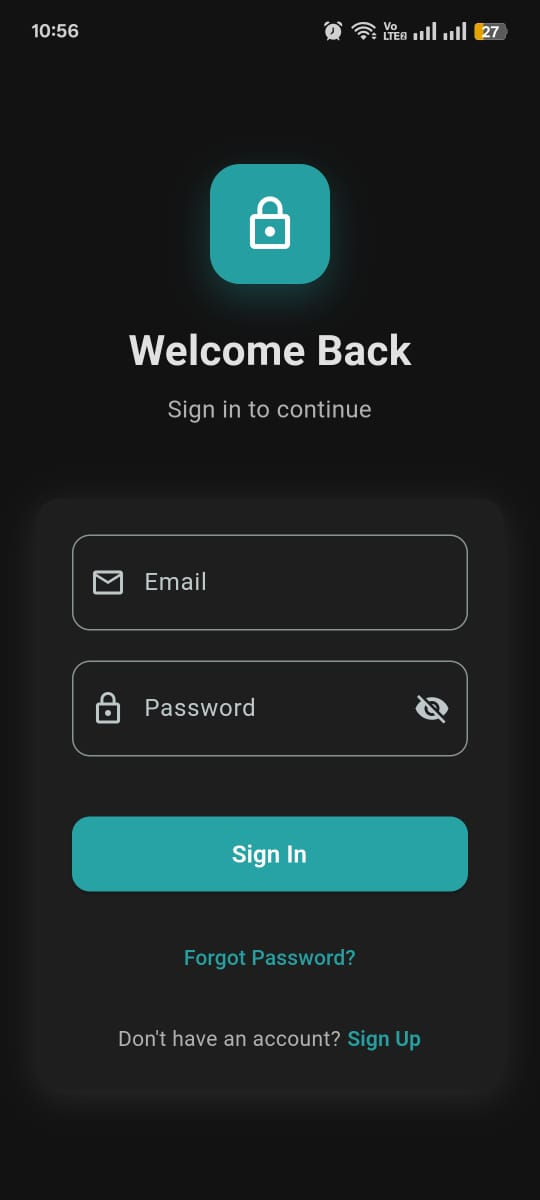 10:56
Vo
LTE2
27
Welcome Back
Sign in to continue
Email
Password
Sign In
Forgot Password?
Don't have an account? Sign Up